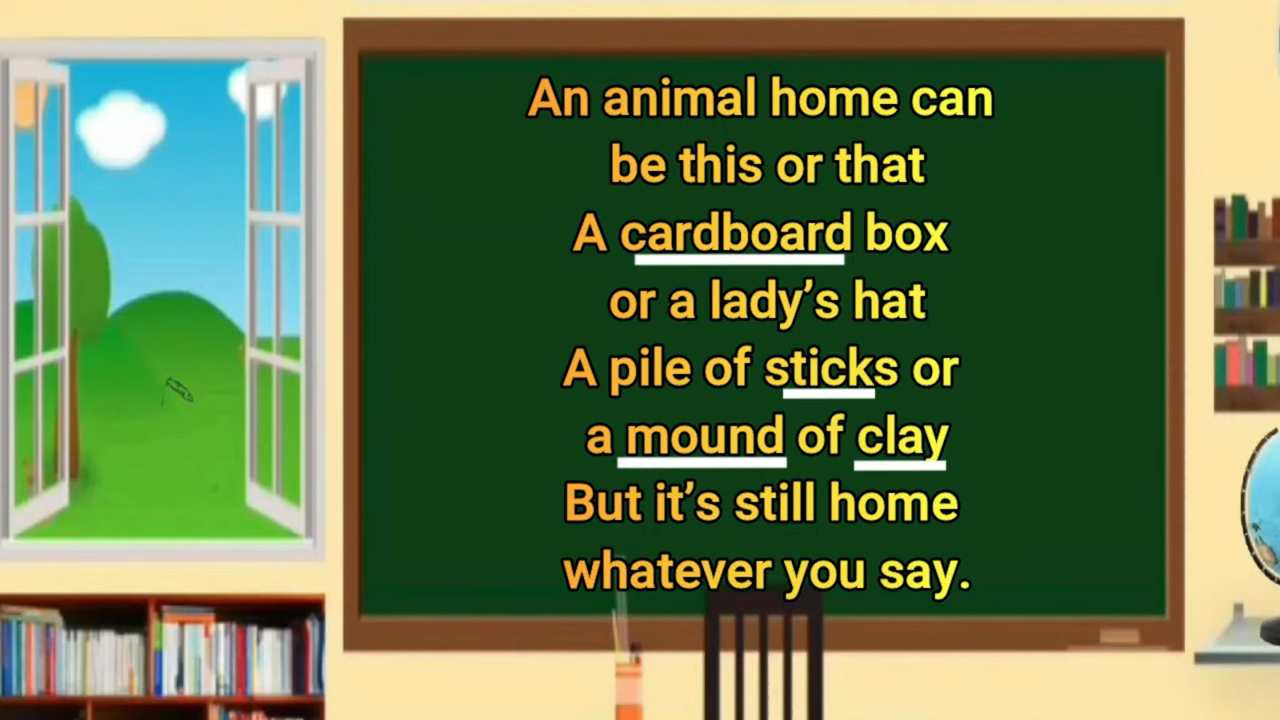 An animal home can
be this or that
A cardboard box
or a lady’s hat
A pile of sticks or
a mound of clay
But it’s still home
whatever you say.